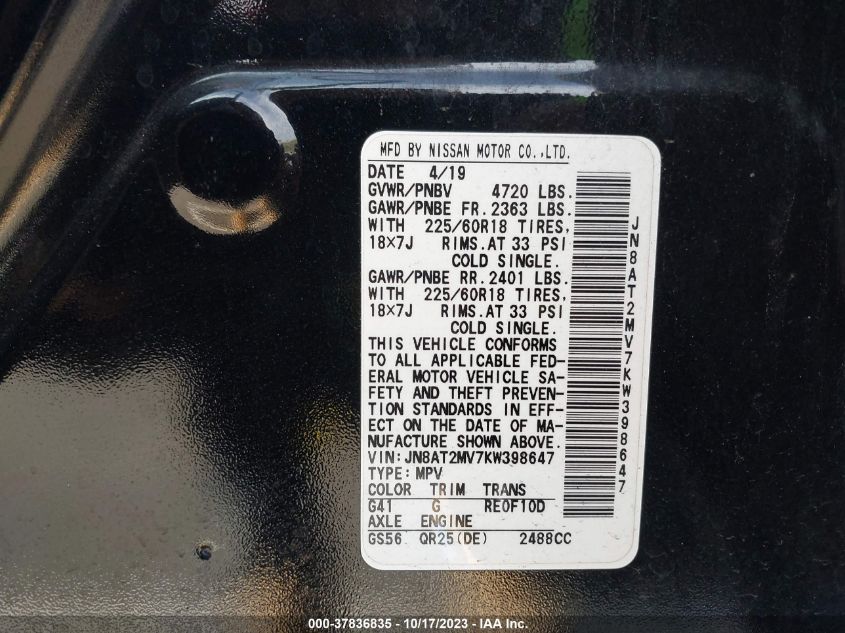 MFD BY NISSAN MOTOR CO.,LTD.
DATE 4/19
GVWR/PNBV 4720 LBS.
GAWR/PNBE FR.2363 LBS.
WITH 225/60R18 TIRES,
18×7J RIMS.AT 33 PSI
COLD SINGLE.
GAWR/PNBE RR.2401 LBS.
WITH 225/60R18 TIRES,
18×7J RIMS.AT 33 PSI
COLD SINGLE.
THIS VEHICLE CONFORMS
TO ALL APPLICABLE FED-
ERAL MOTOR VEHICLE SA-
FETY AND THEFT PREVEN-
TION STANDARDS IN EFF-
ECT ON THE DATE OF MA-
NUFACTURE SHOWN ABOVE.
VIN:JN8AT2MV7KW398647
TYPE:MPV
COLOR TRIM TRANS
G41 G RE0F10D
AXLE ENGINE
GS56 QR25(DE) 2488CC
JN8AT2MV7KW398647
000-37836835 - 10/17/2023 - IAA Inc.